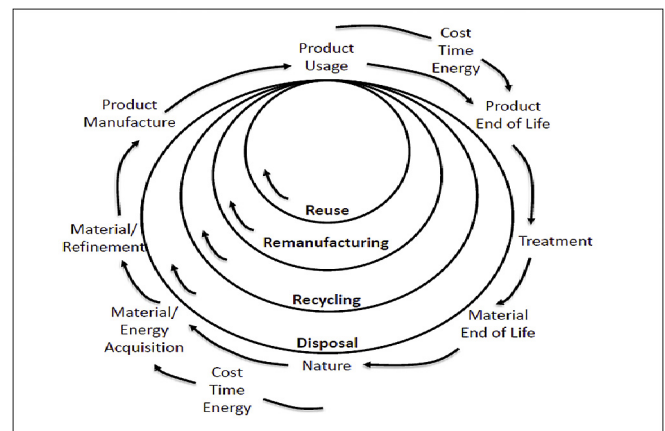 Cost
Time
Energy
Product
Usage
Product
Manufacture
Product
End of Life
Reuse
Material/
Refinement
Remanufacturing
Treatment
Recycling
Material/
Energy
Acquisition
Material
End of Life
Disposal
Nature
Cost
Time
Energy